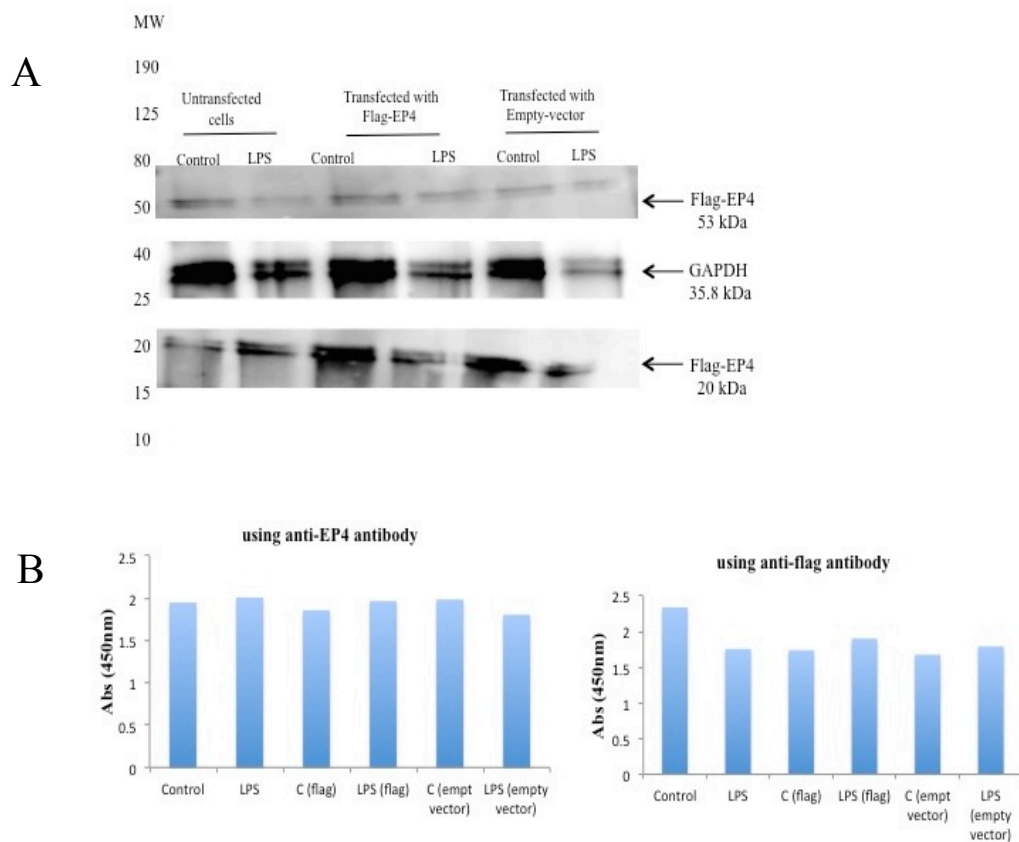 MW
A
190
125
80
50
40
25
20
15
10
Untransfected
cells
Transfected with
Flag-EP4
Transfected with
Empty-vector
Control LPS Control LPS Control LPS
Flag-EP4
53 kDa
GAPDH
35.8 kDa
Flag-EP4
20 kDa
B
using anti-EP4 antibody
Abs (450nm)
2.5
2
1.5
1
0.5
0
Control LPS C (flag) LPS (flag) C (empt LPS (empty
vector) vector)
using anti-flag antibody
Abs (450nm)
2.5
2
1.5
1
0.5
0
Control LPS C (flag) LPS (flag) C (empt LPS
vector) (empty
vector)